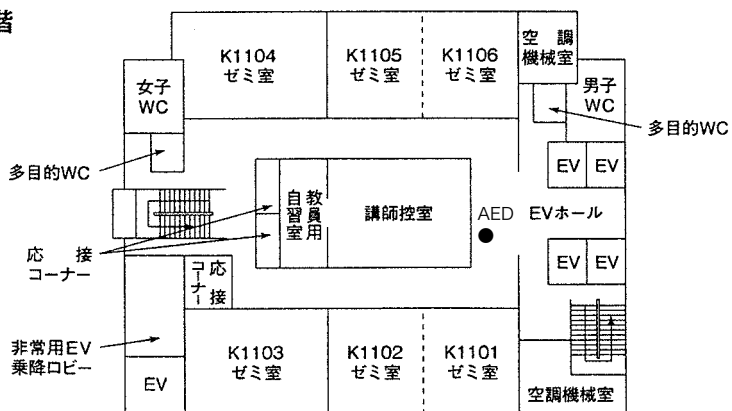 階
K1104
ゼミ室
K1105
ゼミ室
K1106
ゼミ室
空調
機械室
女子
WC
男子
WC
多目的WC
多目的WC
EV
EV
教員用
自習室
講師控室
AED
EVホール
応接
コーナー
応接
コーナー
EV
EV
非常用EV
乗降ロビー
EV
K1103
ゼミ室
K1102
ゼミ室
K1101
ゼミ室
空調機械室